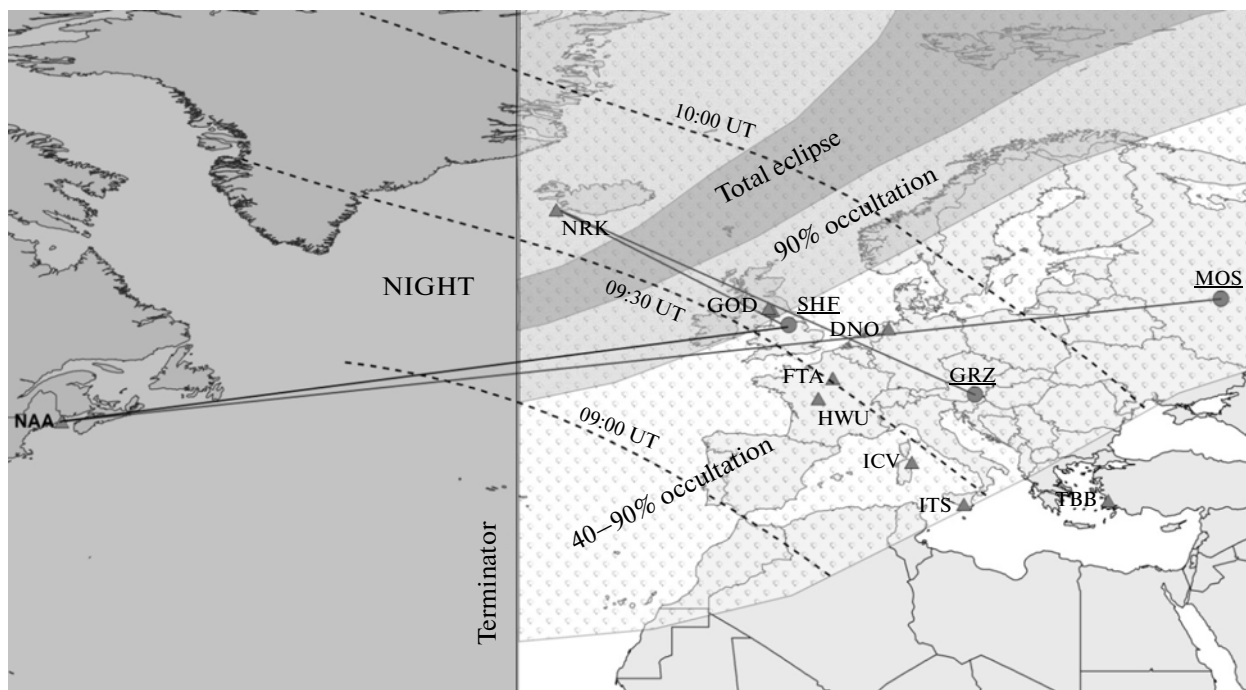 10:00 UT
Total eclipse
90% occultation
NRK
NIGHT
09:30 UT
GOD
SHF
MOS
DNO
FTA
GRZ
NAA
HWU
09:00 UT
ICV
40–90% occultation
ITS
TBB
Terminator